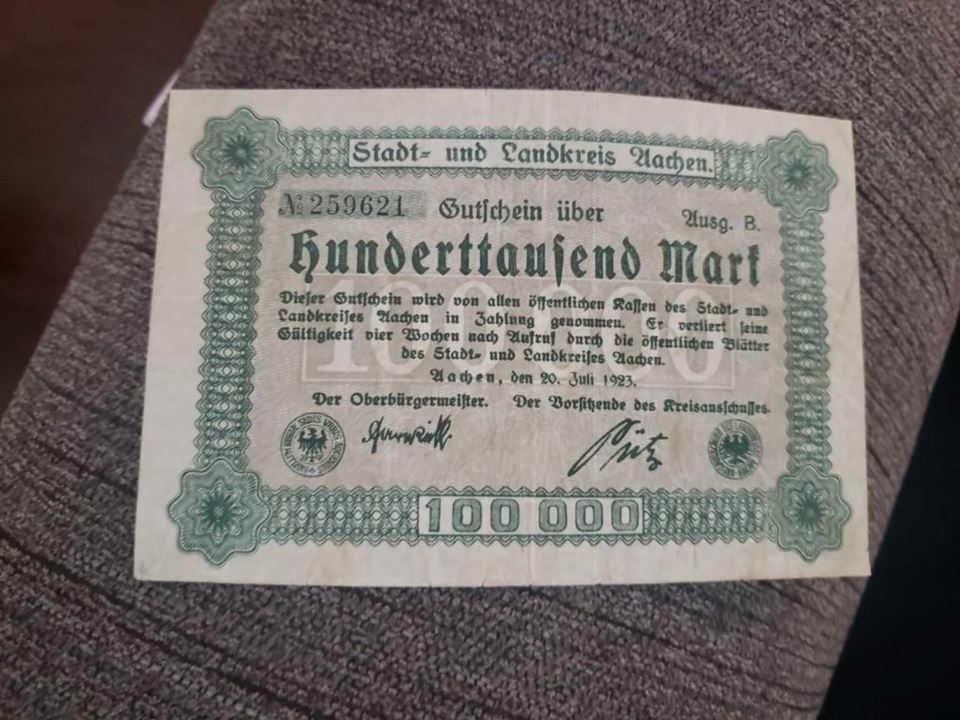 Stadt- und Landkreis Aachen.
№ 259621 Gutschein über Ausg. B.
Hunderttausend Mark
Dieser Gutschein wird von allen öffentlichen Kassen des Stadt- und
Landkreises Aachen in Zahlung genommen. Er verliert seine
Gültigkeit vier Wochen nach Aufruf durch die öffentlichen Blätter
des Stadt- und Landkreises Aachen.
Aachen, den 20. Juli 1923.
Der Oberbürgermeister. Der Vorsitzende des Kreisausschusses.
100 000
100 000